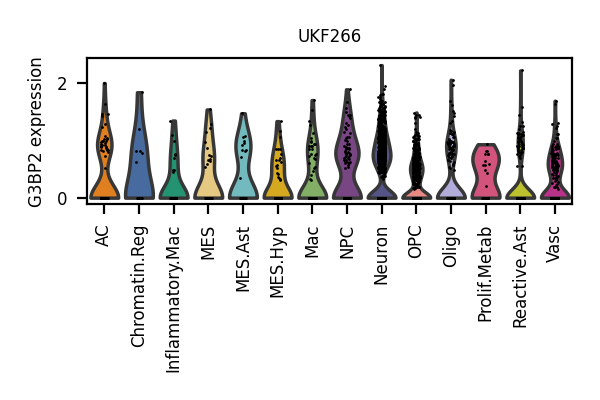 UKF266
G3BP2 expression
2
0
AC
Chromatin.Reg
Inflammatory.Mac
MES
MES.Ast
MES.Hyp
Mac
NPC
Neuron
OPC
Oligo
Prolif.Metab
Reactive.Ast
Vasc